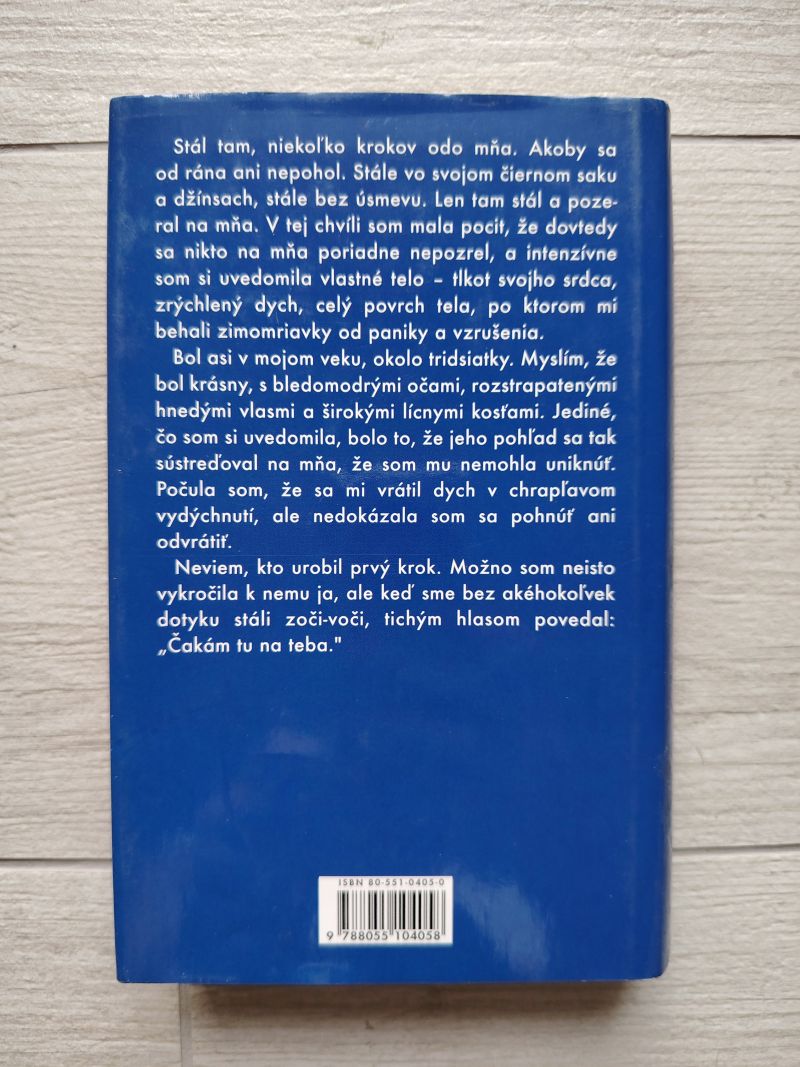 Stál tam, niekoľko krokov odo mňa. Akoby sa
od rána ani nepohol. Stále vo svojom čiernom saku
a džínsach, stále bez úsmevu. Len tam stál a poze-
ral na mňa. V tej chvíli som mala pocit, že dovtedy
sa nikto na mňa poriadne nepozrel, a intenzívne
som si uvedomila vlastné telo – tlkot svojho srdca,
zrýchlený dych, celý povrch tela, po ktorom mi
behali zimomriavky od paniky a vzrušenia.
Bol asi v mojom veku, okolo tridsiatky. Myslím, že
bol krásny, s bledomodrými očami, rozstrapatenými
hnedými vlasmi a širokými lícnymi kosťami. Jediné,
čo som si uvedomila, bolo to, že jeho pohľad sa tak
sústreďoval na mňa, že som mu nemohla uniknúť.
Počula som, že sa mi vrátil dych v chrapľavom
vydýchnutí, ale nedokázala som sa pohnúť ani
odvrátiť.
Neviem, kto urobil prvý krok. Možno som neisto
vykročila k nemu ja, ale keď sme bez akéhokoľvek
dotyku stáli zoči-voči, tichým hlasom povedal:
„Čakám tu na teba."
ISBN 80-551-0405-0
9 788055 104058